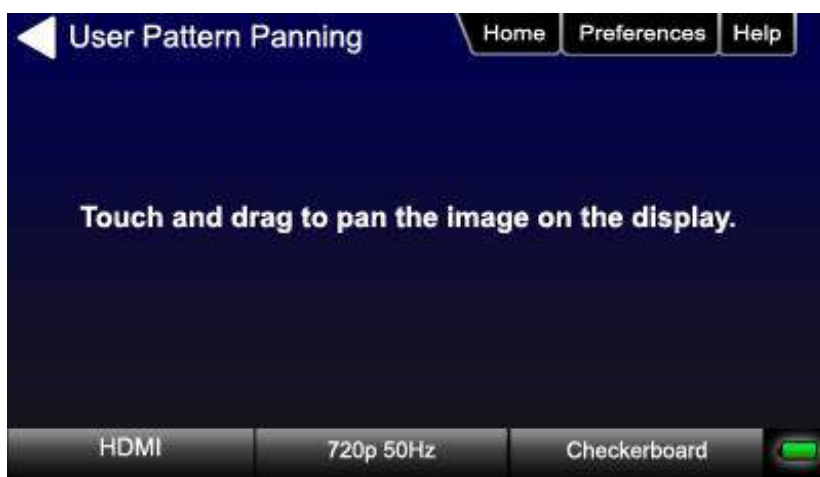 User Pattern Panning
Home
Preferences
Help
Touch and drag to pan the image on the display.
HDMI
720p 50Hz
Checkerboard